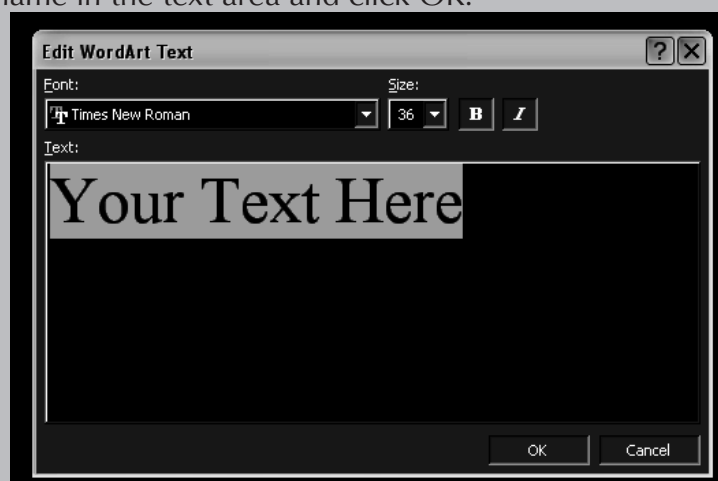 name in the text area and click OK.
Edit WordArt Text
Font: Size:
Times New Roman 36 B I
Text:
Your Text Here
OK Cancel